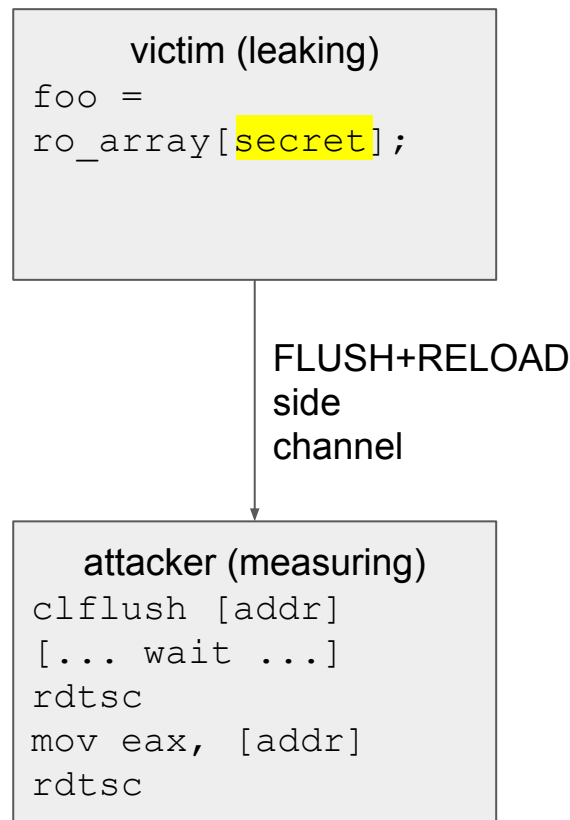 victim (leaking)
foo =
ro_array[secret];
FLUSH+RELOAD
side
channel
attacker (measuring)
clflush [addr]
[... wait ...]
rdtsc
mov eax, [addr]
rdtsc